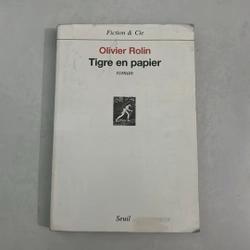 Fiction & Cie
Olivier Rolin
Tigre en papier
roman
Seuil